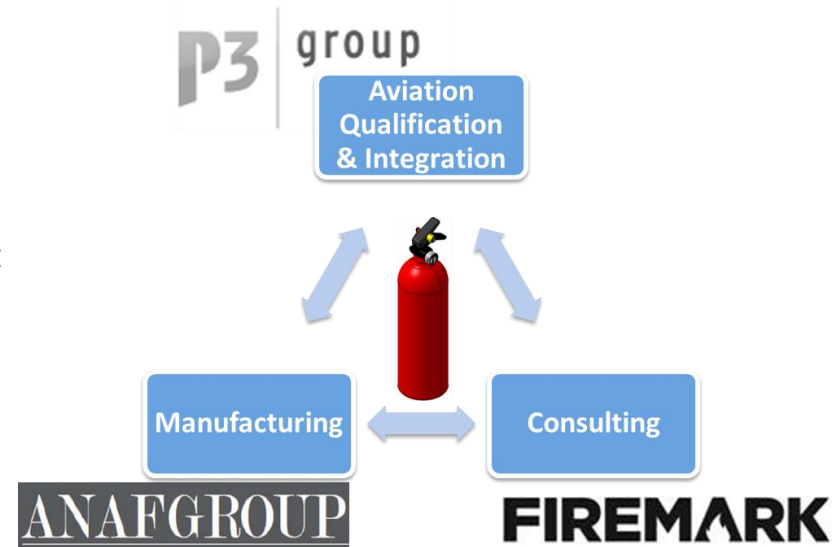 P3 group
Aviation
Qualification
& Integration
Manufacturing
Consulting
ANAFGROUP
FIREMARK